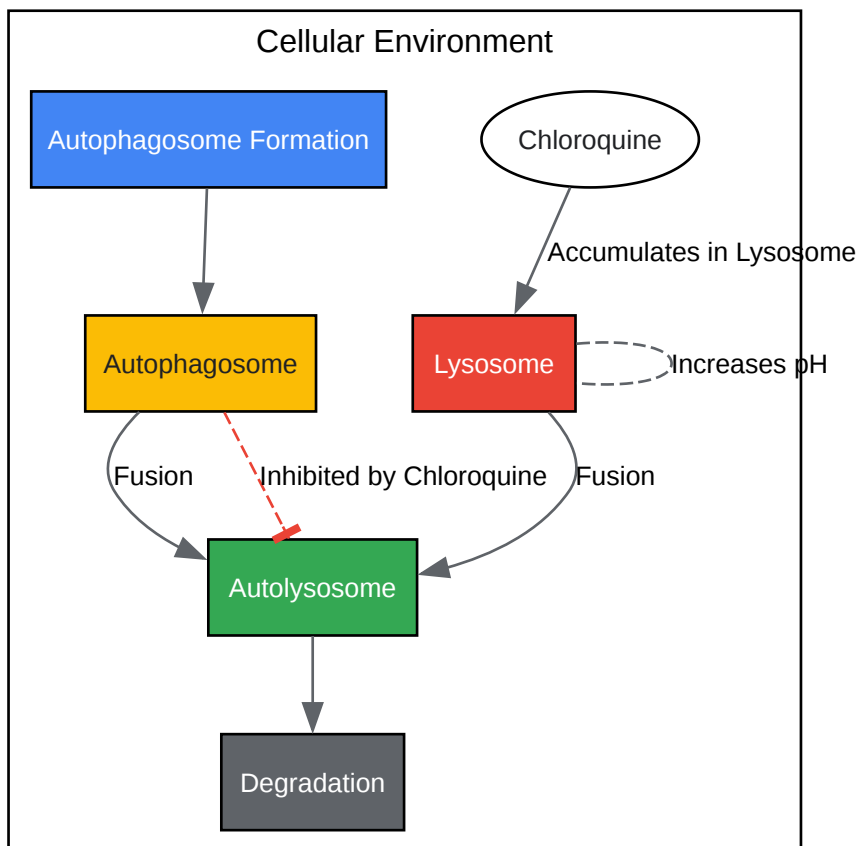 Cellular Environment
Autophagosome Formation
Chloroquine
Accumulates in Lysosome
Autophagosome
Lysosome
Increases pH
Fusion
Inhibited by Chloroquine
Fusion
Autolysosome
Degradation